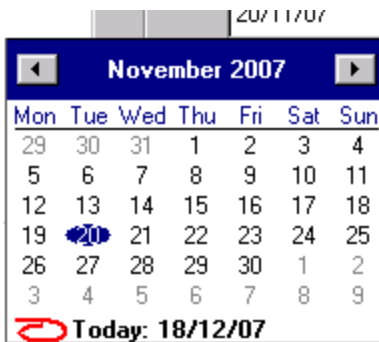 20/11/07
November 2007
Mon Tue Wed Thu Fri Sat Sun
29 30 31 1 2 3 4
5 6 7 8 9 10 11
12 13 14 15 16 17 18
19 20 21 22 23 24 25
26 27 28 29 30 1 2
3 4 5 6 7 8 9
Today: 18/12/07